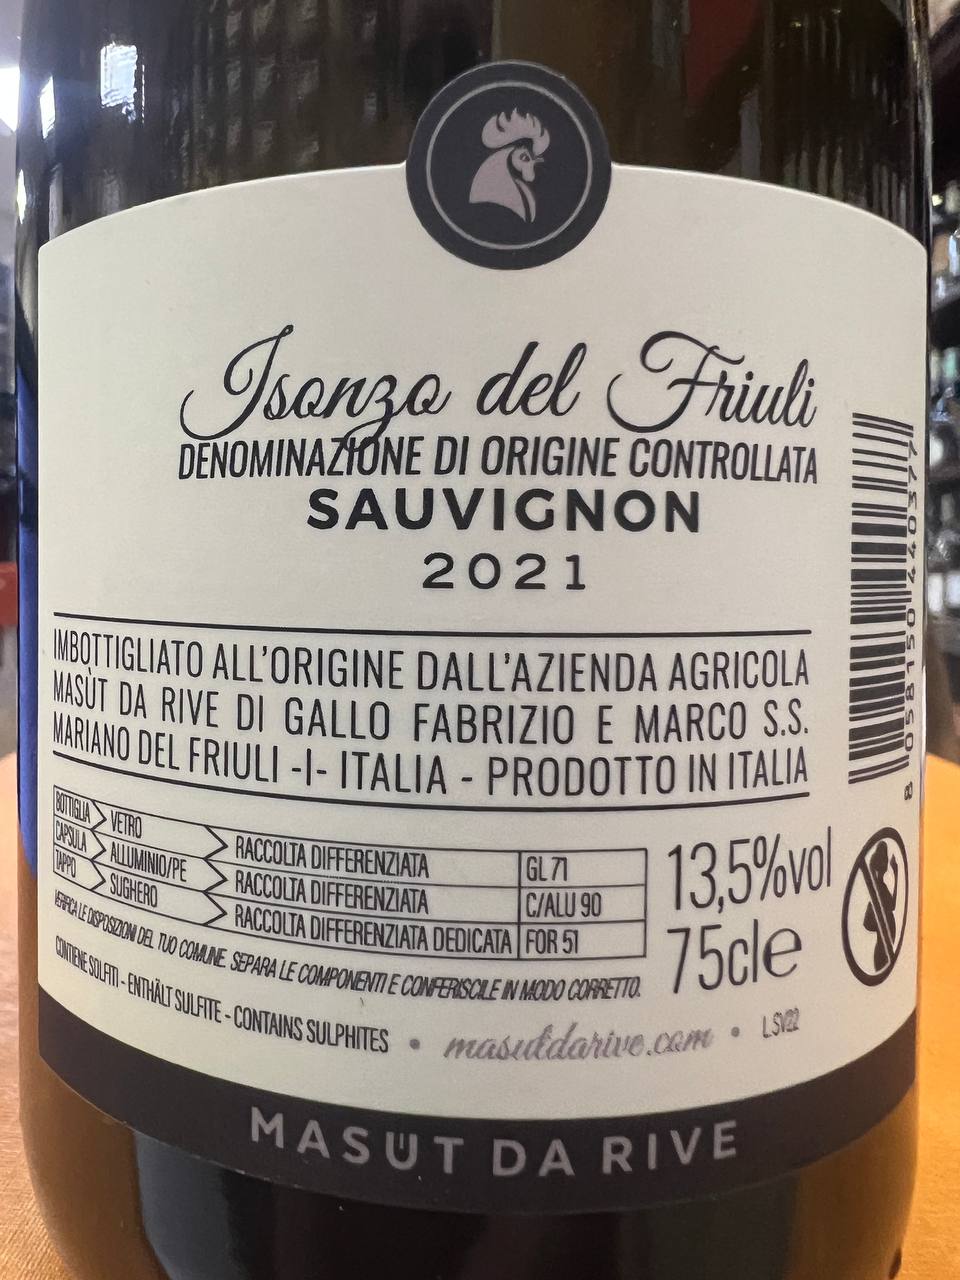 Isonzo del Friuli
DENOMINAZIONE DI ORIGINE CONTROLLATA
SAUVIGNON
2021
IMBOTTIGLIATO ALL'ORIGINE DALL'AZIENDA AGRICOLA
MASÙT DA RIVE DI GALLO FABRIZIO E MARCO S.S.
MARIANO DEL FRIULI -I- ITALIA - PRODOTTO IN ITALIA
BOTTIGLIA VETRO RACCOLTA DIFFERENZIATA GL 71
CAPSULA ALLUMINIO/PE RACCOLTA DIFFERENZIATA C/ALU 90
TAPPO SUGHERO RACCOLTA DIFFERENZIATA DEDICATA FOR 51
VERIFICA LE DISPOSIZIONI DEL TUO COMUNE. SEPARA LE COMPONENTI E CONFERISCILE IN MODO CORRETTO.
13,5%vol
75cl e
CONTIENE SOLFITI - ENTHÄLT SULFITE - CONTAINS SULPHITES • masutdarive.com • LSV22
8 058150 440377
MASÙT DA RIVE